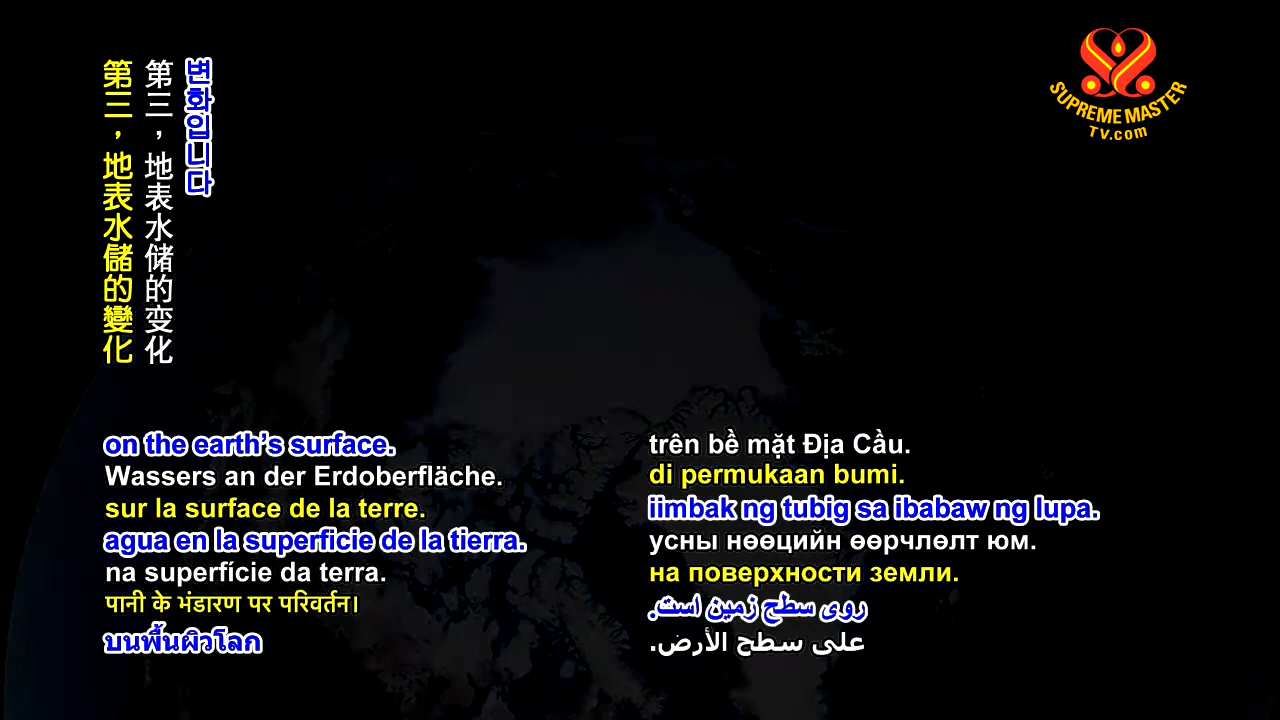 第三，地表水儲的變化
第三，地表水储的变化
변화입니다
SUPREME MASTER
TV.com
on the earth's surface.
Wassers an der Erdoberfläche.
sur la surface de la terre.
agua en la superficie de la tierra.
na superfície da terra.
पानी के भंडारण पर परिवर्तन।
บนพื้นผิวโลก
trên bề mặt Địa Cầu.
di permukaan bumi.
iimbak ng tubig sa ibabaw ng lupa.
усны нөөцийн өөрчлөлт юм.
на поверхности земли.
روی سطح زمین است.
على سطح الأرض.